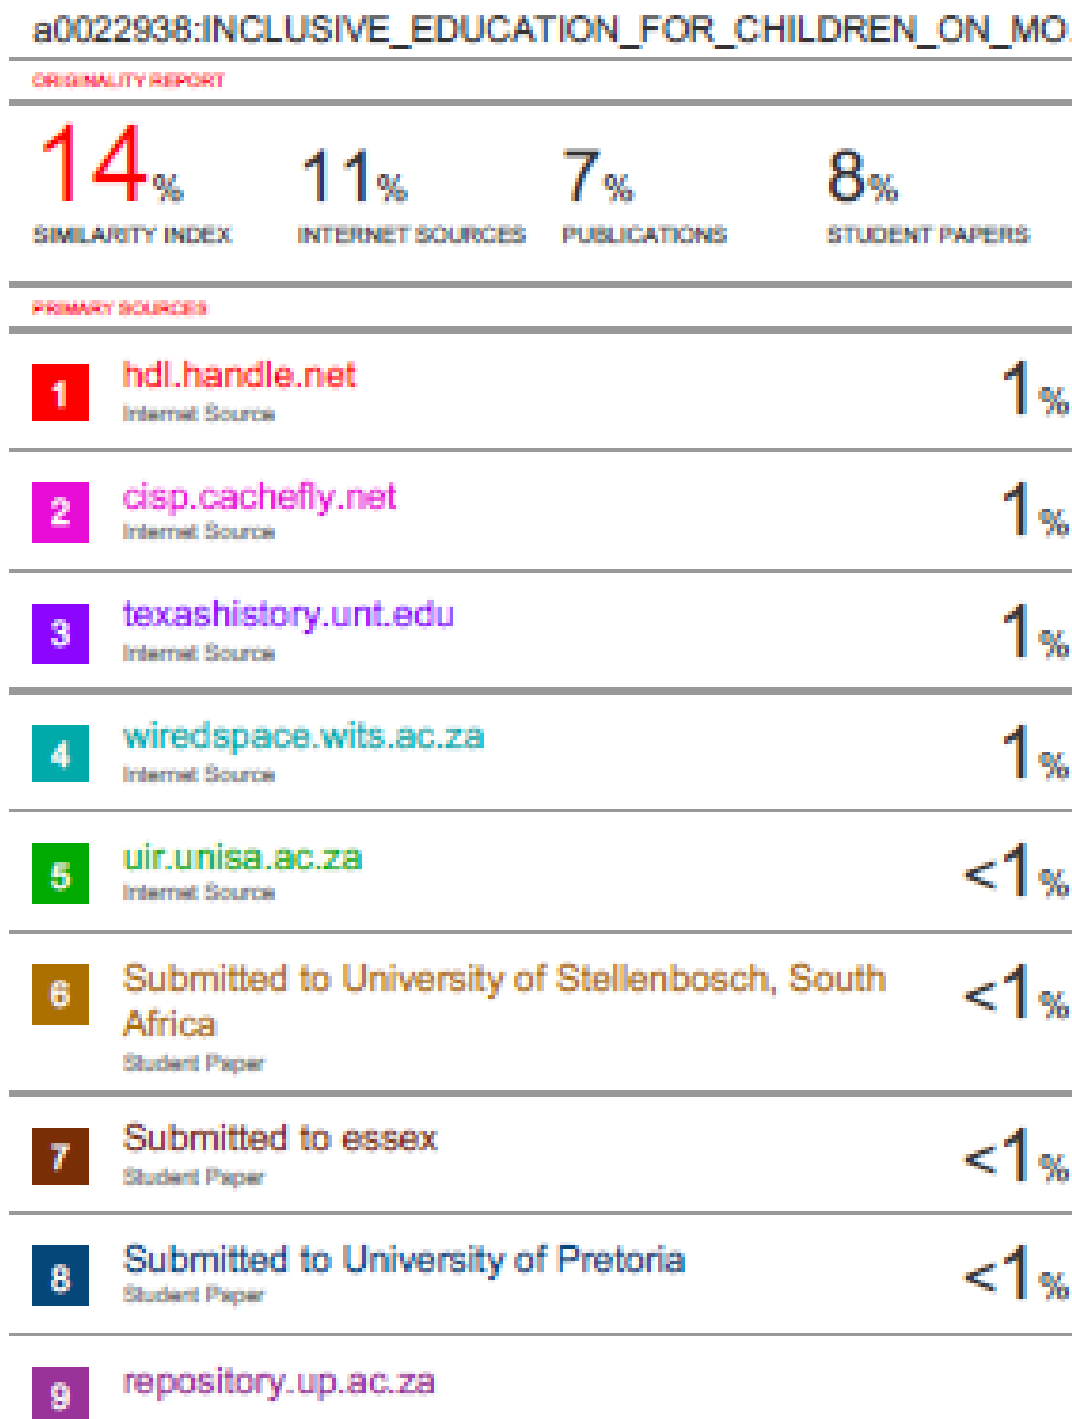 a0022938:INCLUSIVE_EDUCATION_FOR_CHILDREN_ON_MO.
ORIGINALITY REPORT
14% 11% 7% 8%
SIMILARITY INDEX INTERNET SOURCES PUBLICATIONS STUDENT PAPERS
PRIMARY SOURCES
1 hdl.handle.net 1%
Internet Source
2 cisp.cachefly.net 1%
Internet Source
3 texashistory.unt.edu 1%
Internet Source
4 wiredspace.wits.ac.za 1%
Internet Source
5 uir.unisa.ac.za <1%
Internet Source
6 Submitted to University of Stellenbosch, South <1%
Africa
Student Paper
7 Submitted to essex <1%
Student Paper
8 Submitted to University of Pretoria <1%
Student Paper
9 repository.up.ac.za